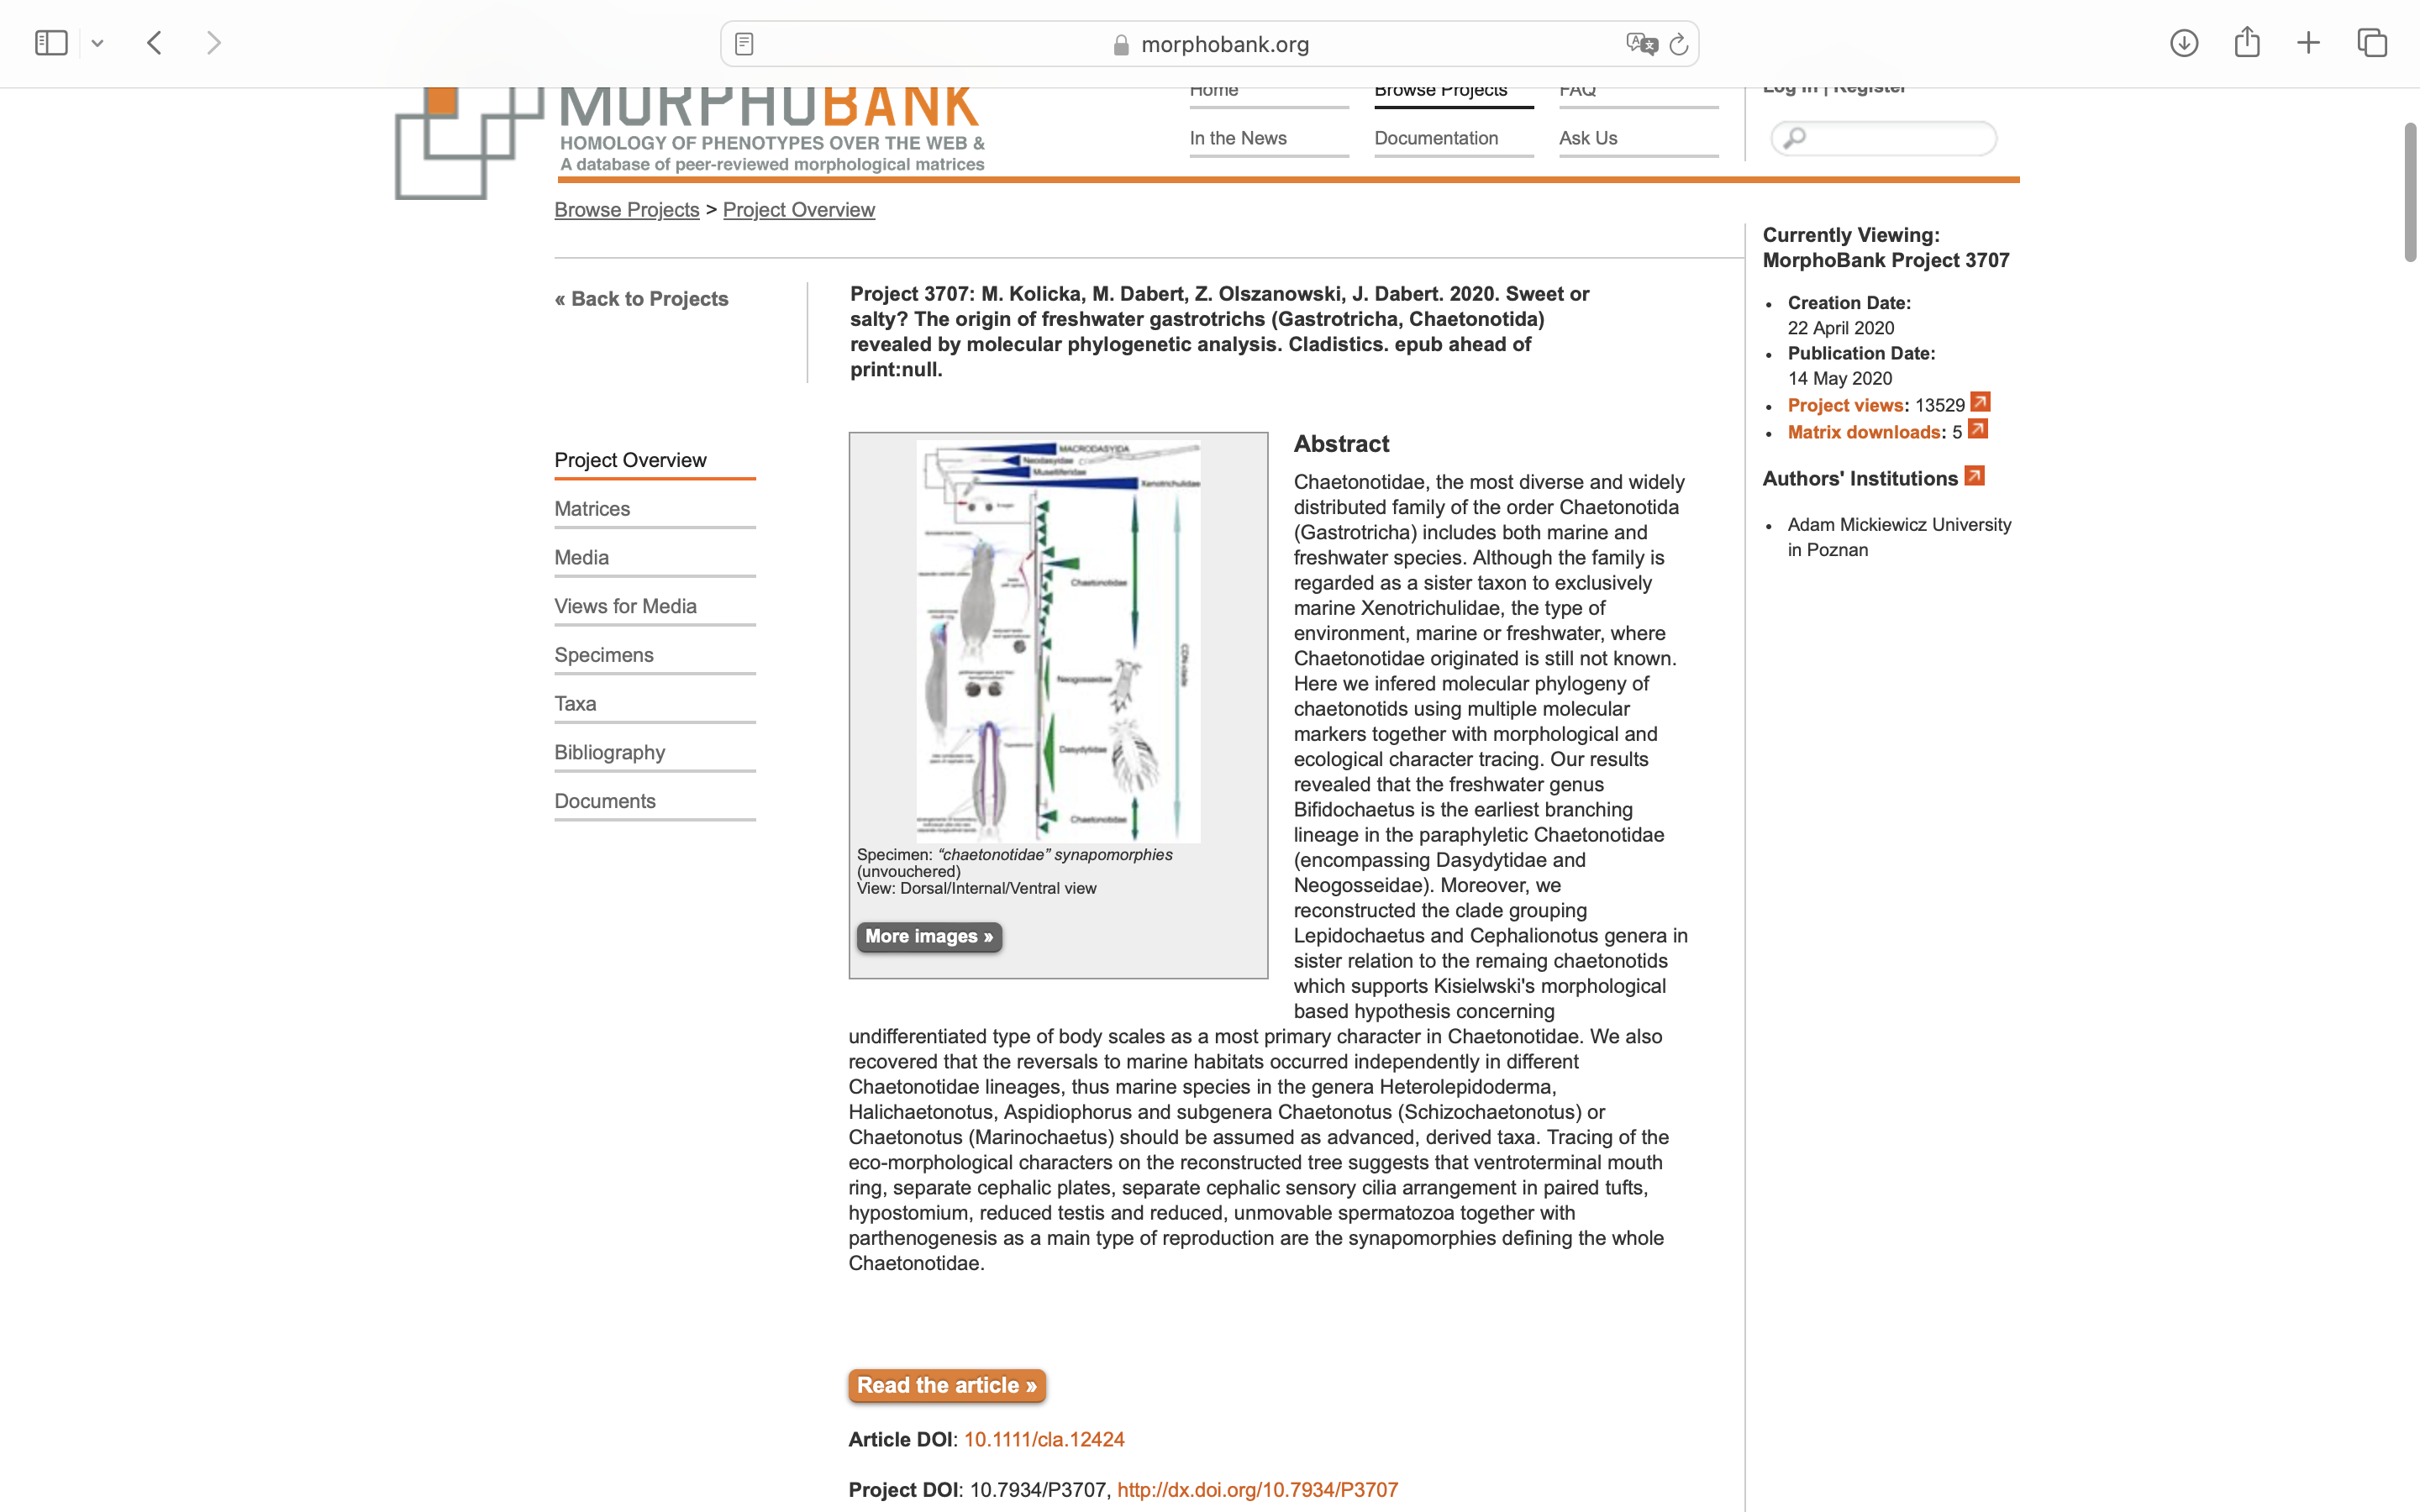 morphobank.org
MORPHOBANK
HOMOLOGY OF PHENOTYPES OVER THE WEB &
A database of peer-reviewed morphological matrices
Home
Browse Projects
FAQ
Log in | Register
In the News
Documentation
Ask Us
Browse Projects > Project Overview
« Back to Projects
Project 3707: M. Kolicka, M. Dabert, Z. Olszanowski, J. Dabert. 2020. Sweet or
salty? The origin of freshwater gastrotrichs (Gastrotricha, Chaetonotida)
revealed by molecular phylogenetic analysis. Cladistics. epub ahead of
print:null.
Project Overview
Matrices
Media
Views for Media
Specimens
Taxa
Bibliography
Documents
MACRODASYIDA
Neodasyidae
Muselliferidae
Xenotrichulidae
Chaetonotidae
Neogosseidae
Dasydytidae
Chaetonotidae
Specimen: “chaetonotidae” synapomorphies
(unvouchered)
View: Dorsal/Internal/Ventral view
More images »
Abstract
Chaetonotidae, the most diverse and widely
distributed family of the order Chaetonotida
(Gastrotricha) includes both marine and
freshwater species. Although the family is
regarded as a sister taxon to exclusively
marine Xenotrichulidae, the type of
environment, marine or freshwater, where
Chaetonotidae originated is still not known.
Here we infered molecular phylogeny of
chaetonotids using multiple molecular
markers together with morphological and
ecological character tracing. Our results
revealed that the freshwater genus
Bifidochaetus is the earliest branching
lineage in the paraphyletic Chaetonotidae
(encompassing Dasydytidae and
Neogosseidae). Moreover, we
reconstructed the clade grouping
Lepidochaetus and Cephalionotus genera in
sister relation to the remaing chaetonotids
which supports Kisielwski's morphological
based hypothesis concerning
undifferentiated type of body scales as a most primary character in Chaetonotidae. We also
recovered that the reversals to marine habitats occurred independently in different
Chaetonotidae lineages, thus marine species in the genera Heterolepidoderma,
Halichaetonotus, Aspidiophorus and subgenera Chaetonotus (Schizochaetonotus) or
Chaetonotus (Marinochaetus) should be assumed as advanced, derived taxa. Tracing of the
eco-morphological characters on the reconstructed tree suggests that ventroterminal mouth
ring, separate cephalic plates, separate cephalic sensory cilia arrangement in paired tufts,
hypostomium, reduced testis and reduced, unmovable spermatozoa together with
parthenogenesis as a main type of reproduction are the synapomorphies defining the whole
Chaetonotidae.
Read the article »
Article DOI: 10.1111/cla.12424
Project DOI: 10.7934/P3707, http://dx.doi.org/10.7934/P3707
Currently Viewing:
MorphoBank Project 3707
• Creation Date:
22 April 2020
• Publication Date:
14 May 2020
• Project views: 13529
• Matrix downloads: 5
Authors' Institutions
• Adam Mickiewicz University
in Poznan